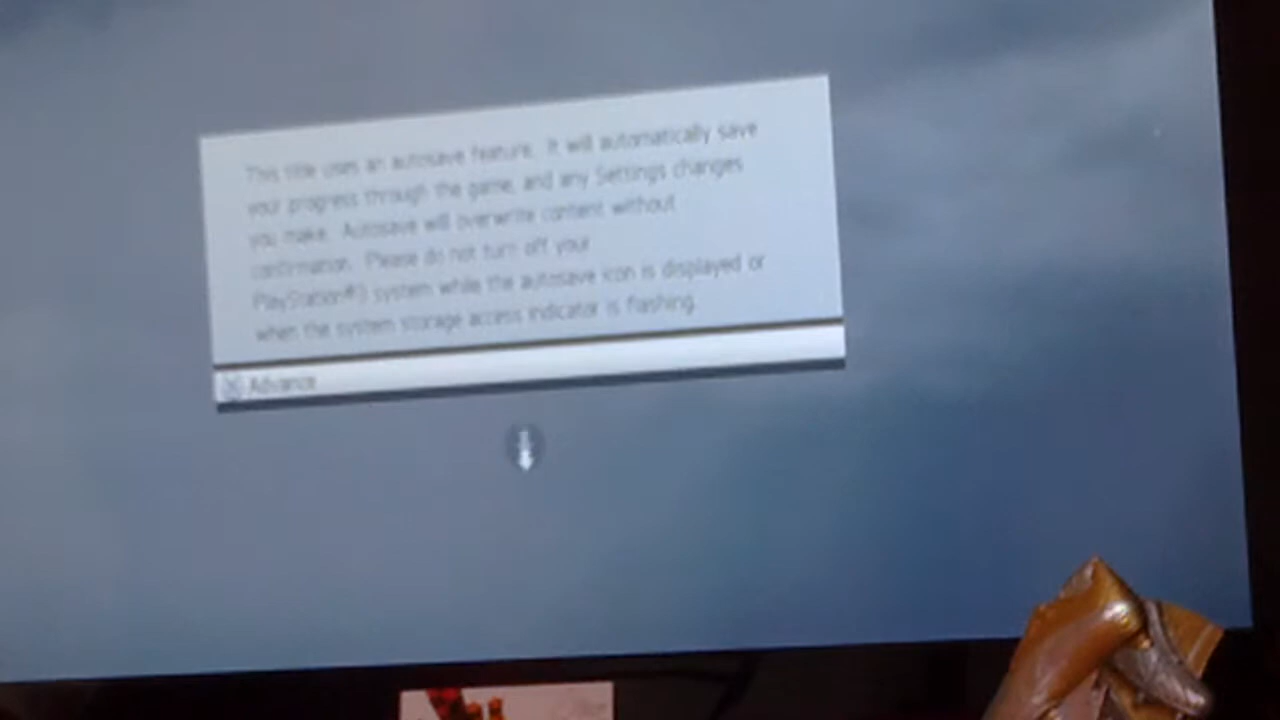 This title uses an autosave feature. It will automatically save
your progress through the game, and any Settings changes
you make. Autosave will overwrite content without
confirmation. Please do not turn off your
PlayStation®3 system while the autosave icon is displayed or
when the system storage access indicator is flashing.
Advance